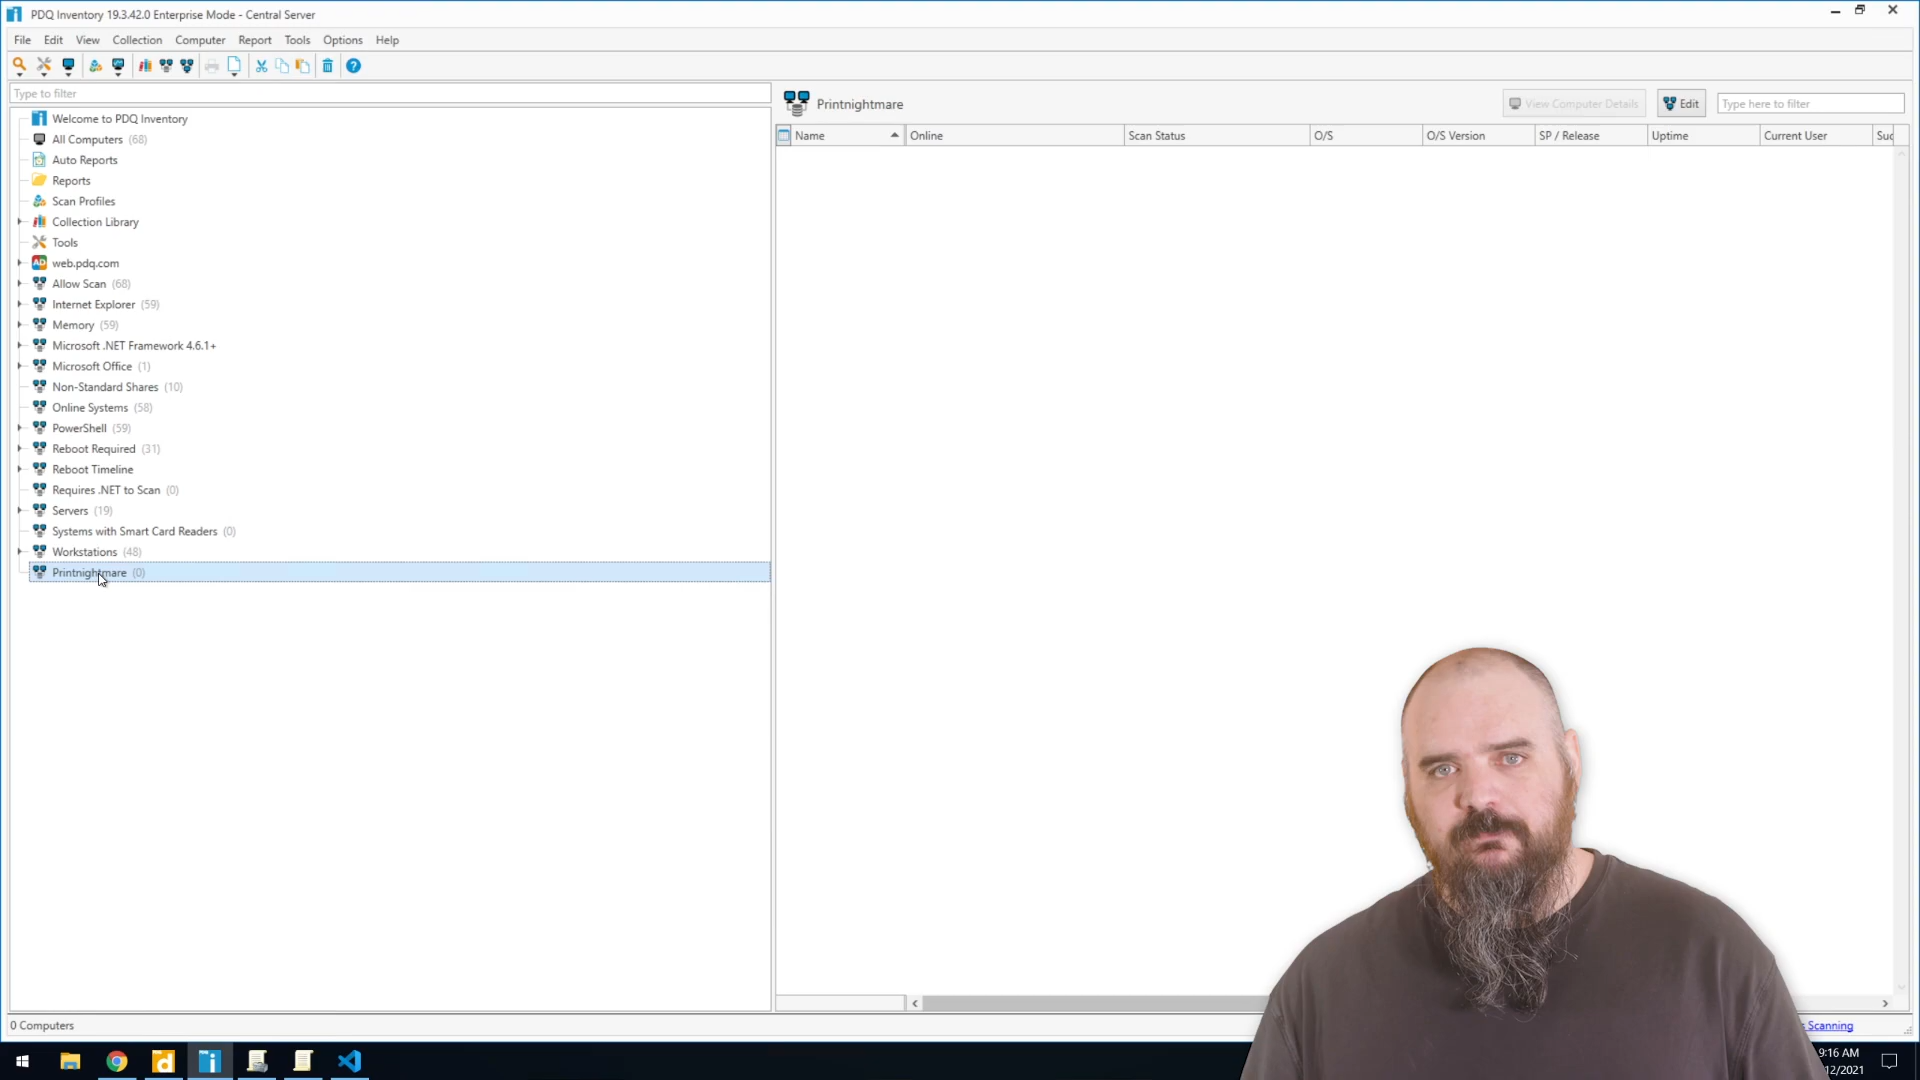 PDQ Inventory 19.3.42.0 Enterprise Mode - Central Server
File Edit View Collection Computer Report Tools Options Help
Type to filter
Welcome to PDQ Inventory
All Computers (68)
Auto Reports
Reports
Scan Profiles
Collection Library
Tools
AD web.pdq.com
Allow Scan (68)
Internet Explorer (59)
Memory (59)
Microsoft .NET Framework 4.6.1+
Microsoft Office (1)
Non-Standard Shares (10)
Online Systems (58)
PowerShell (59)
Reboot Required (31)
Reboot Timeline
Requires .NET to Scan (0)
Servers (19)
Systems with Smart Card Readers (0)
Workstations (48)
Printnightmare (0)
Printnightmare View Computer Details Edit Type here to filter
Name Online Scan Status O/S O/S Version SP / Release Uptime Current User Suc
0 Computers
Scanning
9:16 AM
12/2021